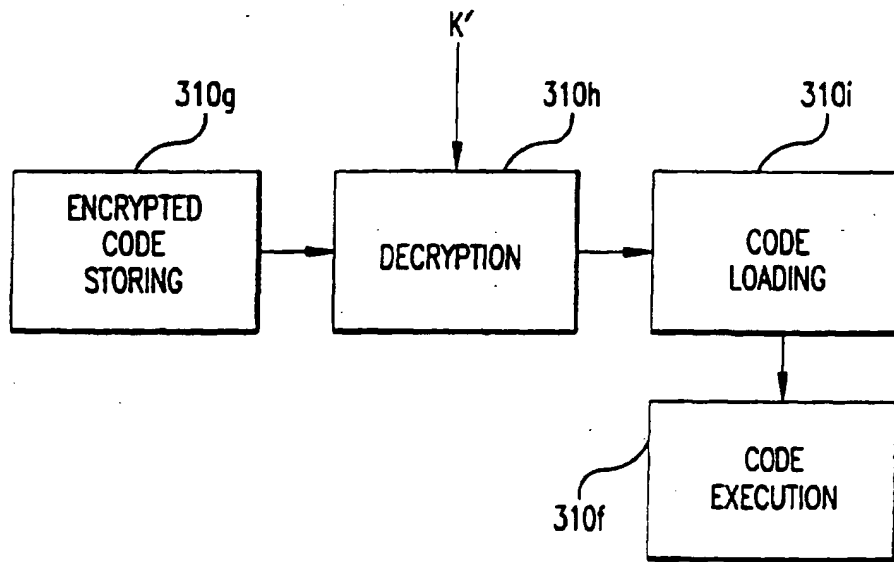 K'
310g
310h
310i
ENCRYPTED
CODE
STORING
DECRYPTION
CODE
LOADING
310f
CODE
EXECUTION